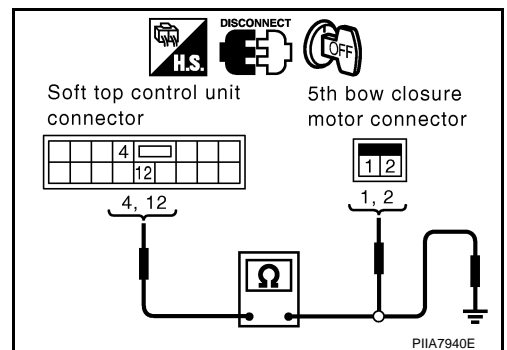 DISCONNECT
H.S.
OFF
Soft top control unit
connector
5th bow closure
motor connector
4
12
1 2
4, 12
1, 2
Ω
PIIA7940E